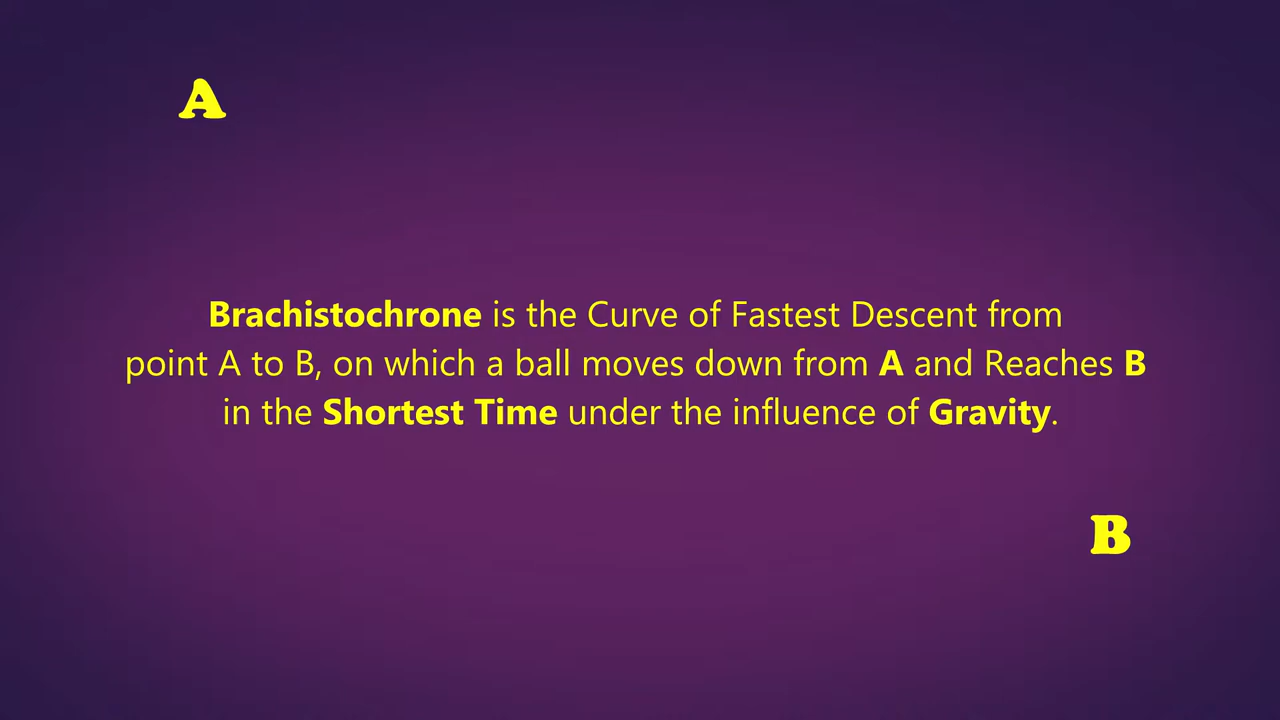 A
Brachistochrone is the Curve of Fastest Descent from
point A to B, on which a ball moves down from A and Reaches B
in the Shortest Time under the influence of Gravity.
B